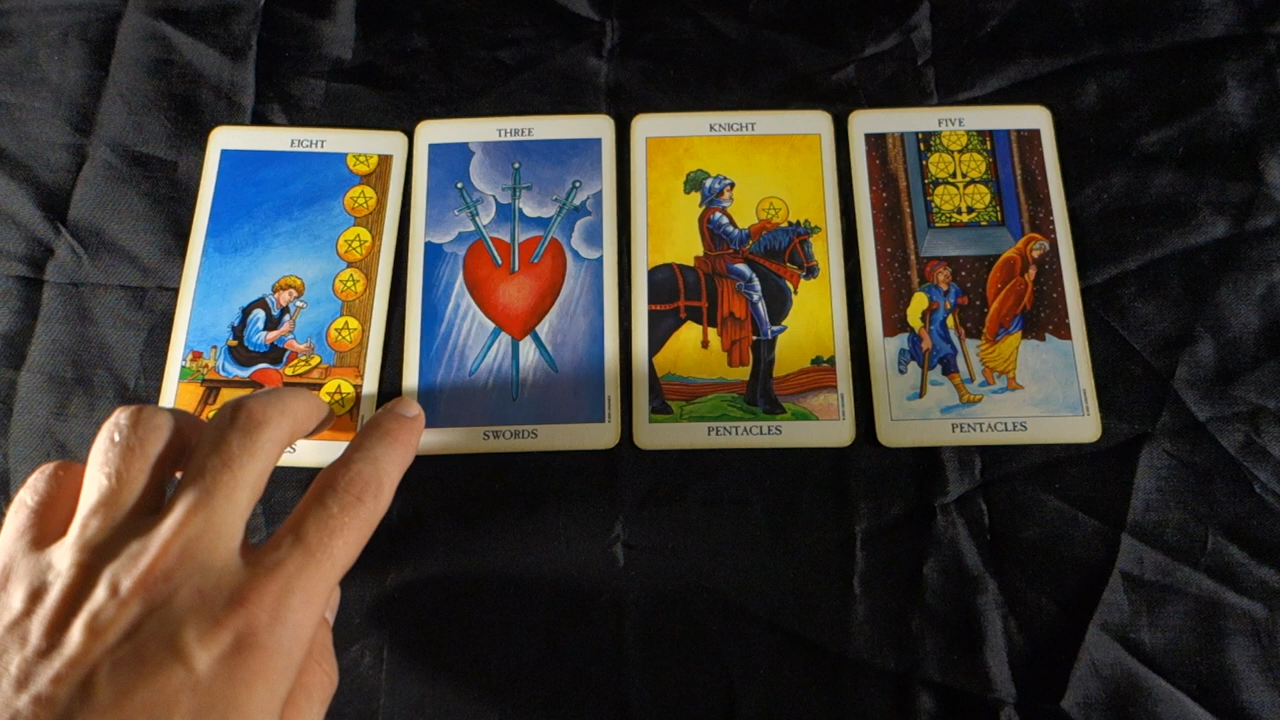 EIGHT
THREE
SWORDS
KNIGHT
PENTACLES
FIVE
PENTACLES